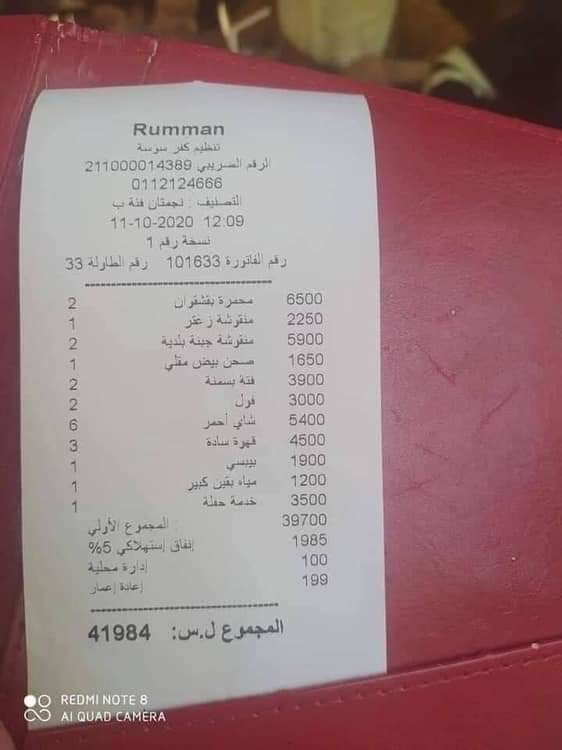 Rumman
تنظيم كفر سوسة
الرقم الضريبي 211000014389
0112124666
التصنيف : نجمتان فئة ب
11-10-2020 12:09
نسخة رقم 1
رقم الفاتورة 101633 رقم الطاولة 33
6500 محمرة بقشقوان 2
2250 منقوشة زعتر 1
5900 منقوشة جبنة بلدية 2
1650 صحن بيض مقلي 1
3900 فتة بسمنة 2
3000 فول 2
5400 شاي أحمر 6
4500 قهوة سادة 3
1900 بيبسي 1
1200 مياه بقين كبير 1
3500 خدمة حفلة 1
39700 المجموع الأولي
1985 إنفاق إستهلاكي 5%
100 إدارة محلية
199 إعادة إعمار
المجموع ل.س: 41984
REDMI NOTE 8
AI QUAD CAMERA